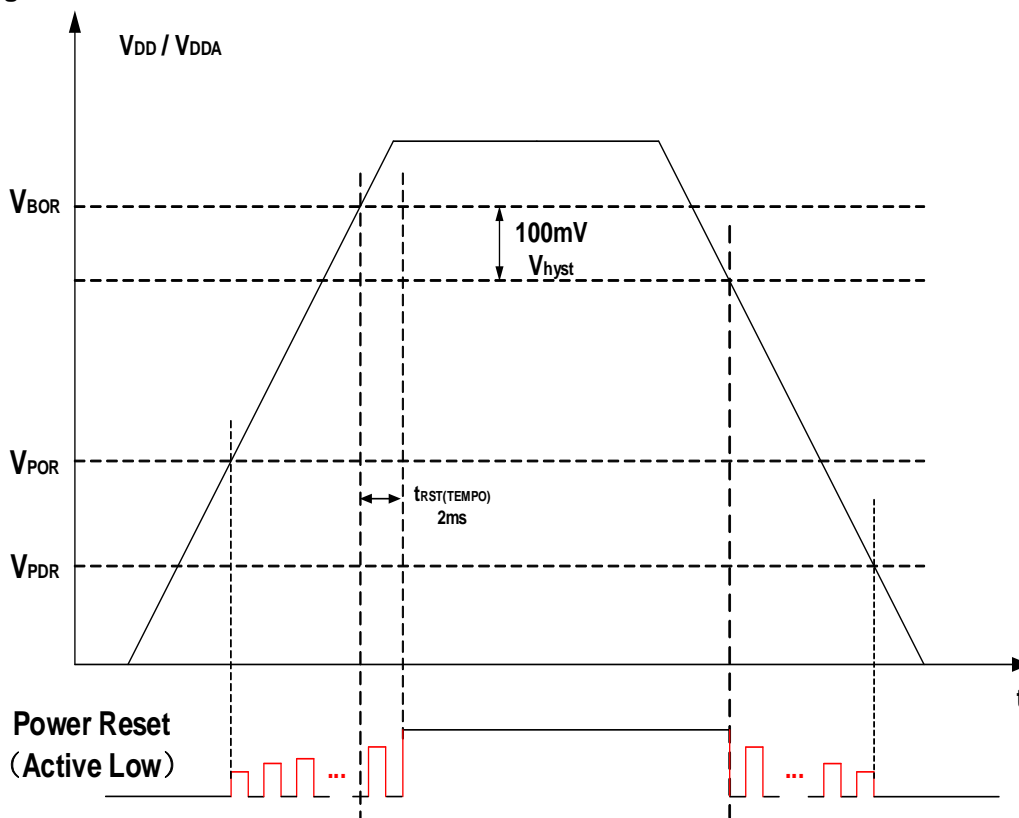 VDD / VDDA
VBOR
100mV
Vhyst
VPOR
tRST(TEMPO)
2ms
VPDR
t
Power Reset
...
...
（Active Low）